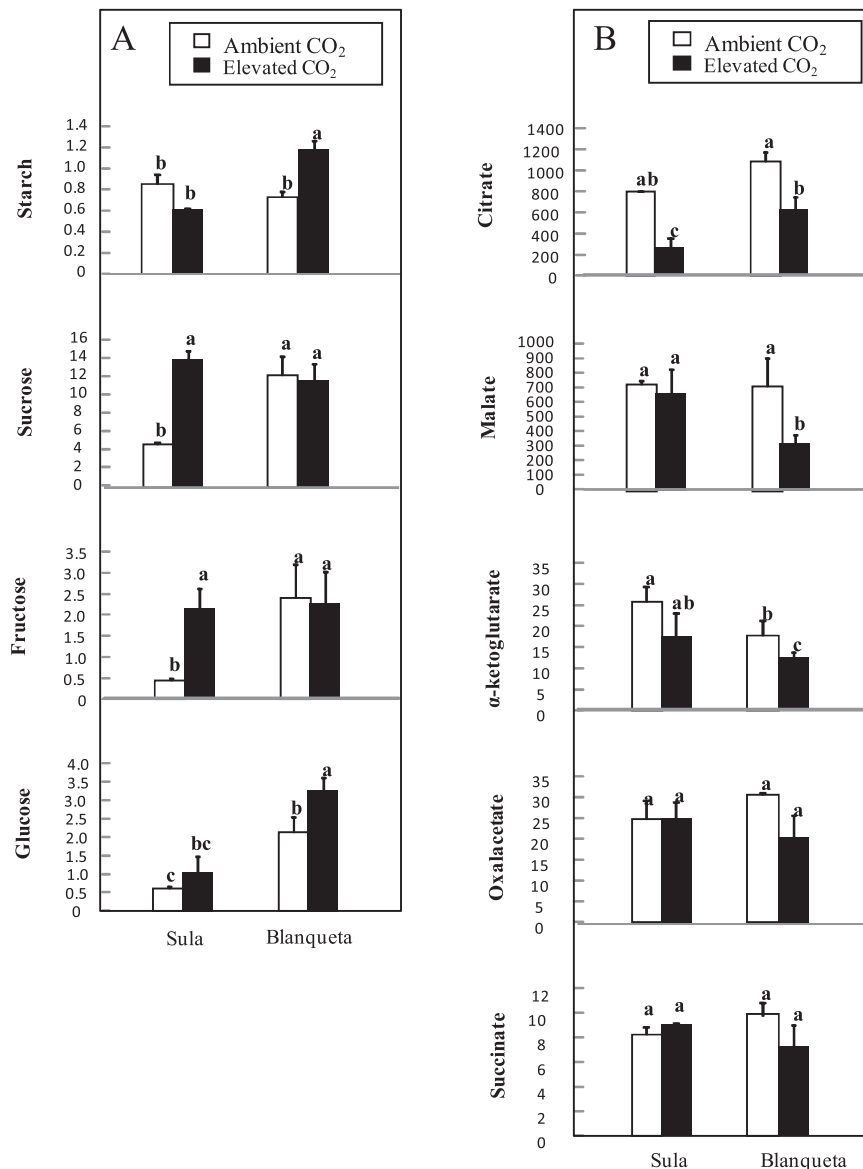 A
Ambient CO₂
Elevated CO₂
Starch
1.4
1.2
1.0
0.8
0.6
0.4
0.2
0
b
b
b
a
Sucrose
16
14
12
10
8
6
4
2
0
b
a
a
a
Fructose
3.5
3.0
2.5
2.0
1.5
1.0
0.5
0
b
a
a
a
Glucose
4.0
3.5
3.0
2.5
2.0
1.5
1.0
0.5
0
c
bc
b
a
Sula Blanqueta
B
Ambient CO₂
Elevated CO₂
Citrate
1400
1200
1000
800
600
400
200
0
ab
c
a
b
Malate
1000
900
800
700
600
500
400
300
200
100
0
a
a
a
b
α-ketoglutarate
35
30
25
20
15
10
5
0
a
ab
b
c
Oxalacetate
35
30
25
20
15
10
5
0
a
a
a
a
Succinate
12
10
8
6
4
2
0
a
a
a
a
Sula Blanqueta